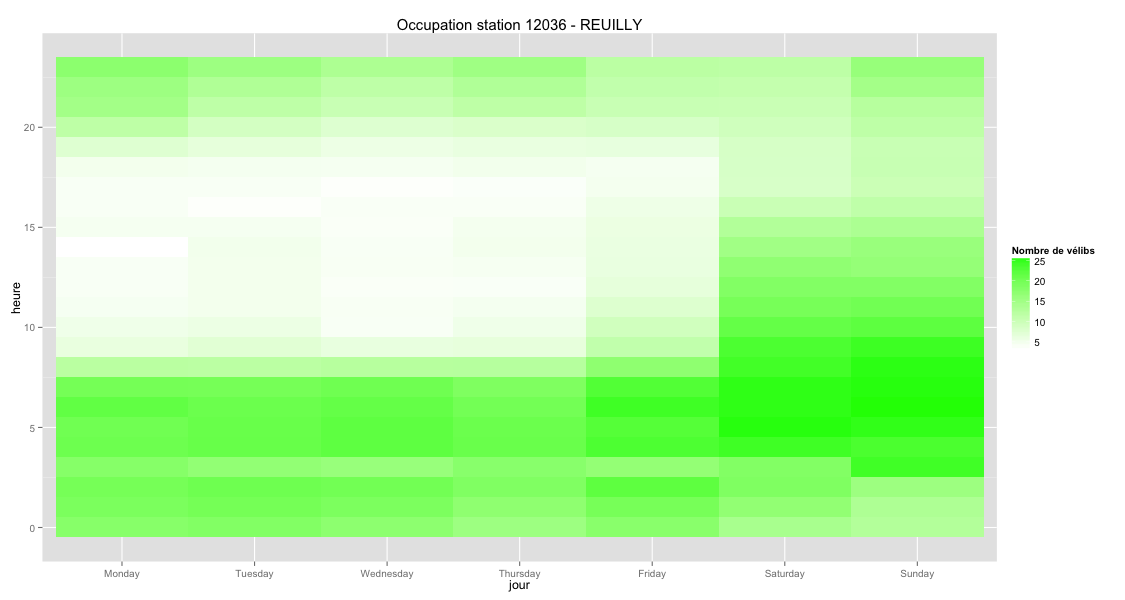 Occupation station 12036 - REUILLY
heure
20
15
10
5
0
Monday Tuesday Wednesday Thursday Friday Saturday Sunday
jour
Nombre de vélibs
25
20
15
10
5